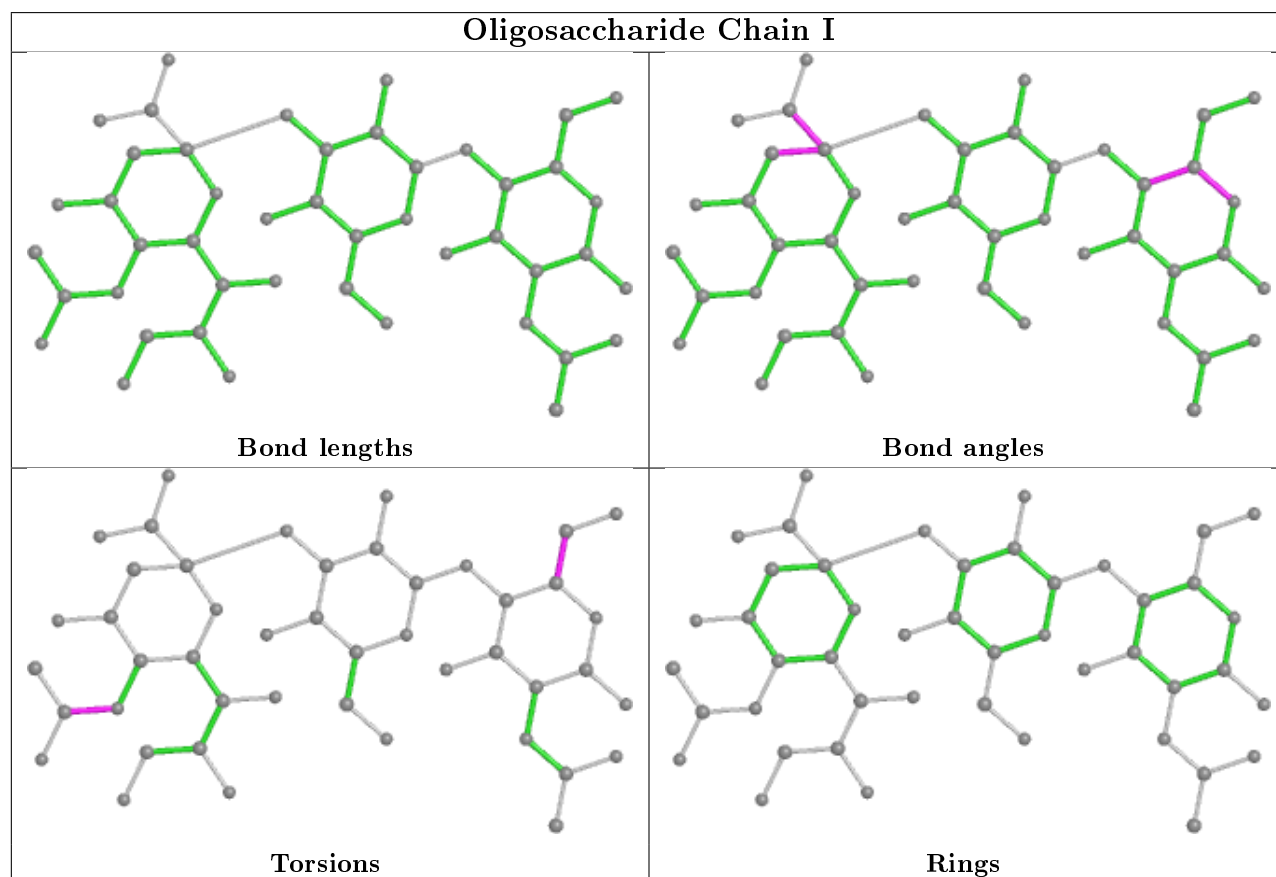 Oligosaccharide Chain I
Bond lengths
Bond angles
Torsions
Rings